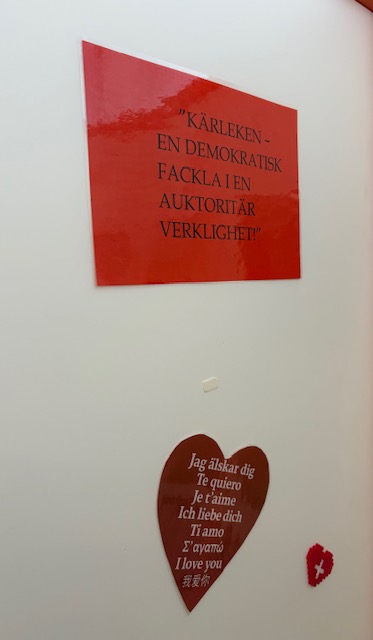 "KÄRLEKEN –
EN DEMOKRATISK
FACKLA I EN
AUKTORITÄR
VERKLIGHET!"
Jag älskar dig
Te quiero
Je t'aime
Ich liebe dich
Ti amo
Σ'αγαπώ
I love you
我爱你